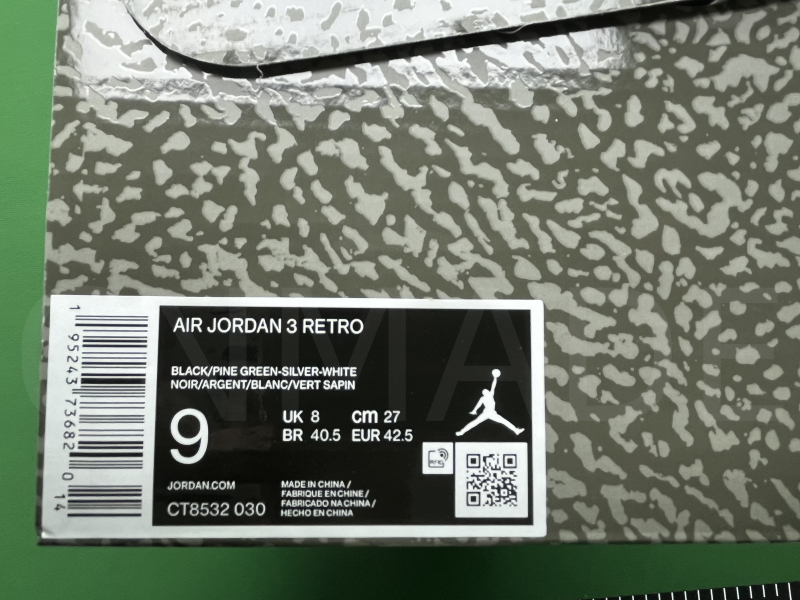 AIR JORDAN 3 RETRO
BLACK/PINE GREEN-SILVER-WHITE
NOIR/ARGENT/BLANC/VERT SAPIN
9
UK 8 cm 27
BR 40.5 EUR 42.5
JORDAN.COM
CT8532 030
MADE IN CHINA /
FABRIQUE EN CHINE /
FABRICADO NA CHINA /
HECHO EN CHINA
RFID
1 95243 73682 0 14